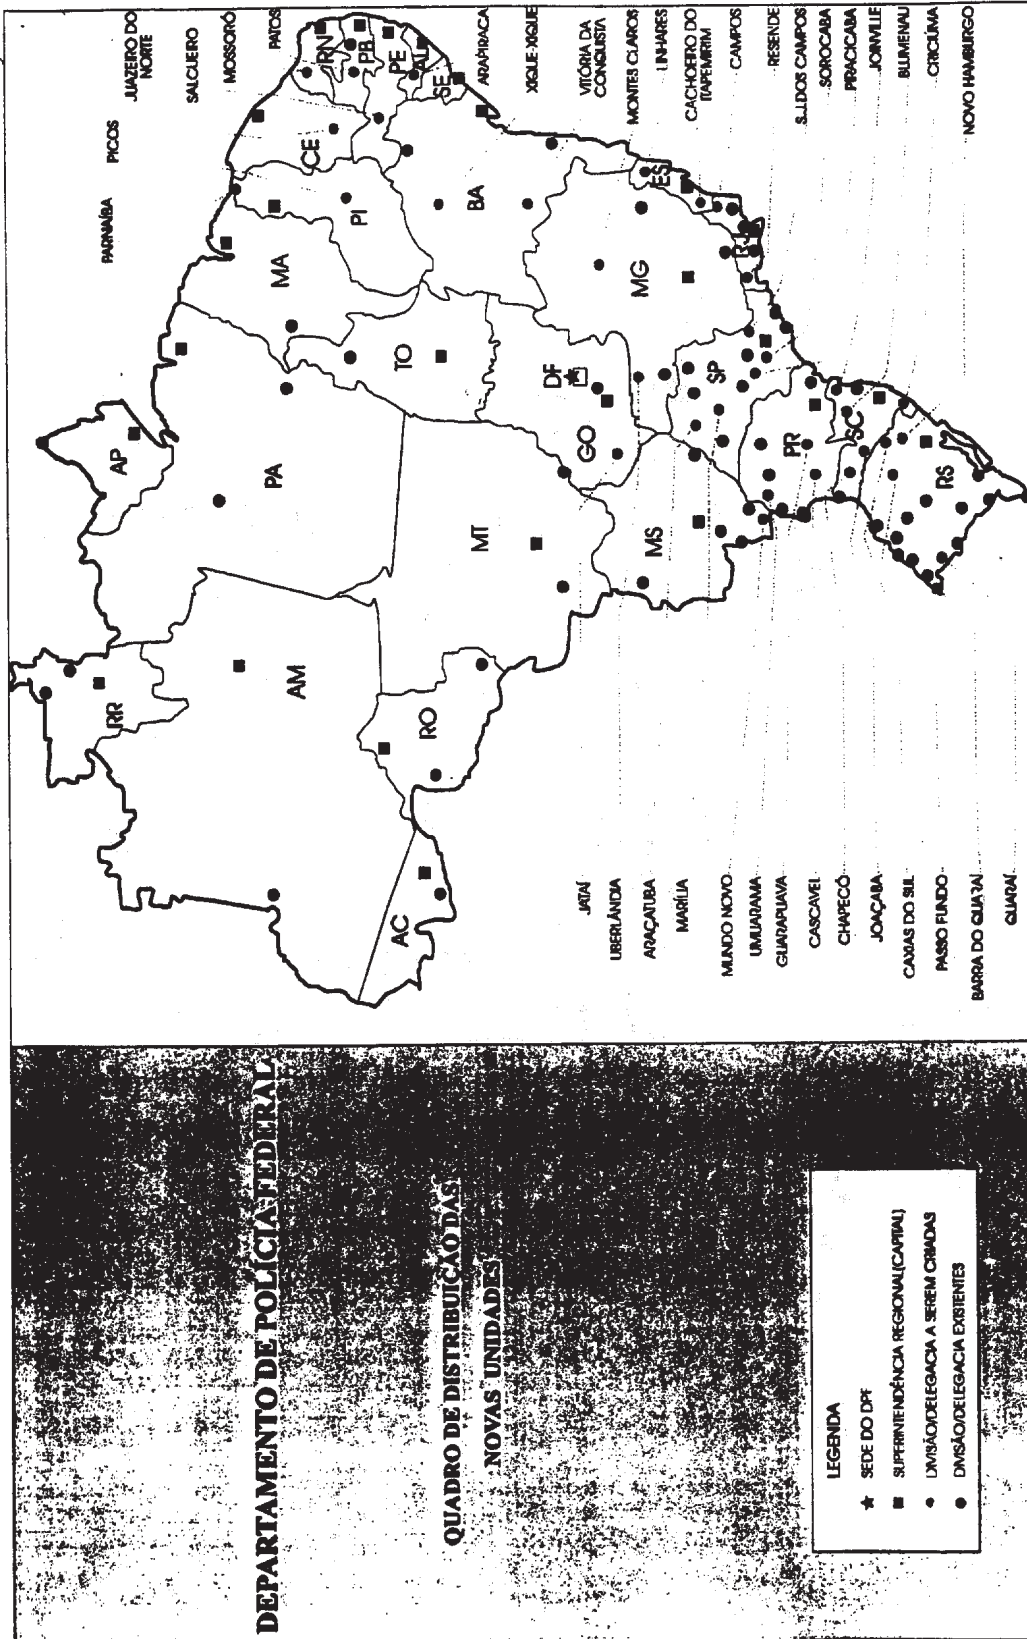 DEPARTAMENTO DE POLÍCIA FEDERAL
QUADRO DE DISTRIBUIÇÃO DAS
NOVAS UNIDADES
LEGENDA
SEDE DO DPF
SUPERINTENDÊNCIA REGIONAL(CAPITAL)
DIVISÃO/DELEGACIA A SEREM CRIADAS
DIVISÃO/DELEGACIA EXISTENTES
PARNAÍBA
PICOS
JUAZEIRO DO
NORTE
SALGUEIRO
MOSSORÓ
PATOS
ARAPIRACA
XIQUE-XIQUE
VITÓRIA DA
CONQUISTA
MONTES CLAROS
LINHARES
CACHOEIRO DO
ITAPEMIRIM
CAMPOS
RESENDE
S.J.DOS CAMPOS
SOROCABA
PIRACICABA
JOINVILLE
BLUMENAU
CRICIÚMA
NOVO HAMBURGO
RR
AP
AM
PA
MA
CE
RN
PB
PE
AL
SE
PI
BA
TO
AC
RO
MT
GO
DF
MG
ES
RJ
MS
SP
PR
SC
RS
JATAÍ
UBERLÂNDIA
ARAÇATUBA
MARÍLIA
MUNDO NOVO
UMUARAMA
GUARAPUAVA
CASCAVEL
CHAPECÓ
JOAÇABA
CAXIAS DO SUL
PASSO FUNDO
BARRA DO QUARAÍ
QUARAÍ